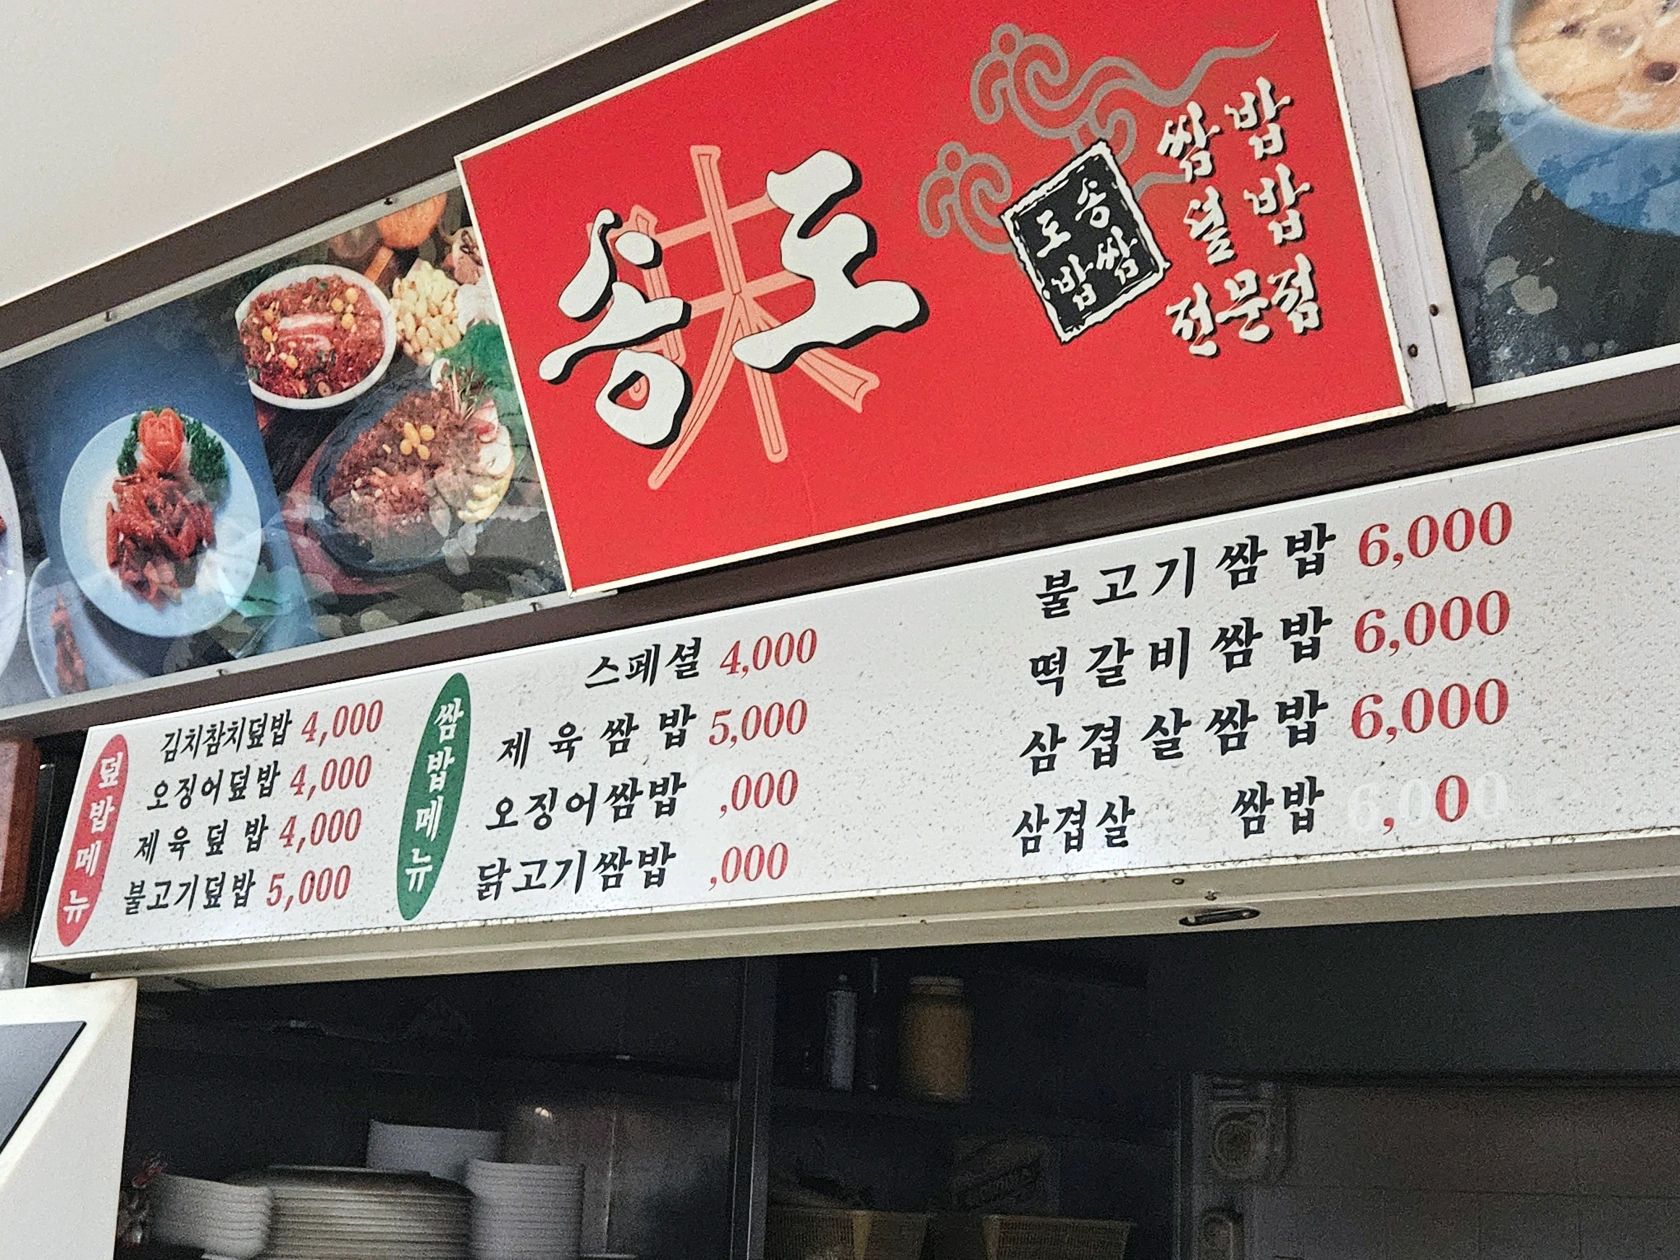 송도
味
송도
쌈밥
쌈밥
덮밥
전문점
덮밥메뉴
김치참치덮밥 4,000
오징어덮밥 4,000
제육덮밥 4,000
불고기덮밥 5,000
쌈밥메뉴
스페셜 4,000
제육쌈밥 5,000
오징어쌈밥 ,000
닭고기쌈밥 ,000
불고기쌈밥 6,000
떡갈비쌈밥 6,000
삼겹살쌈밥 6,000
삼겹살 쌈밥